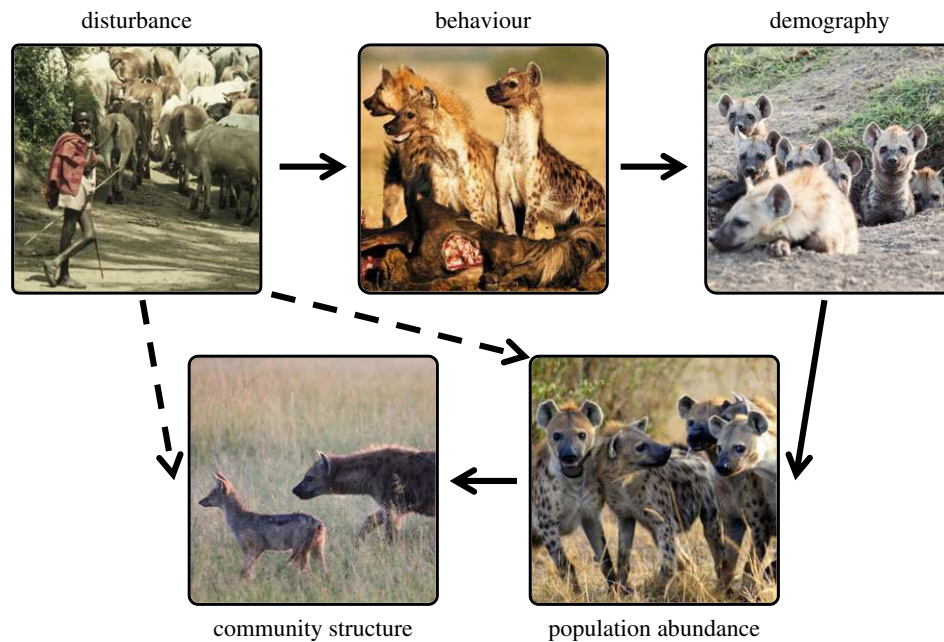 disturbance
behaviour
demography
community structure
population abundance